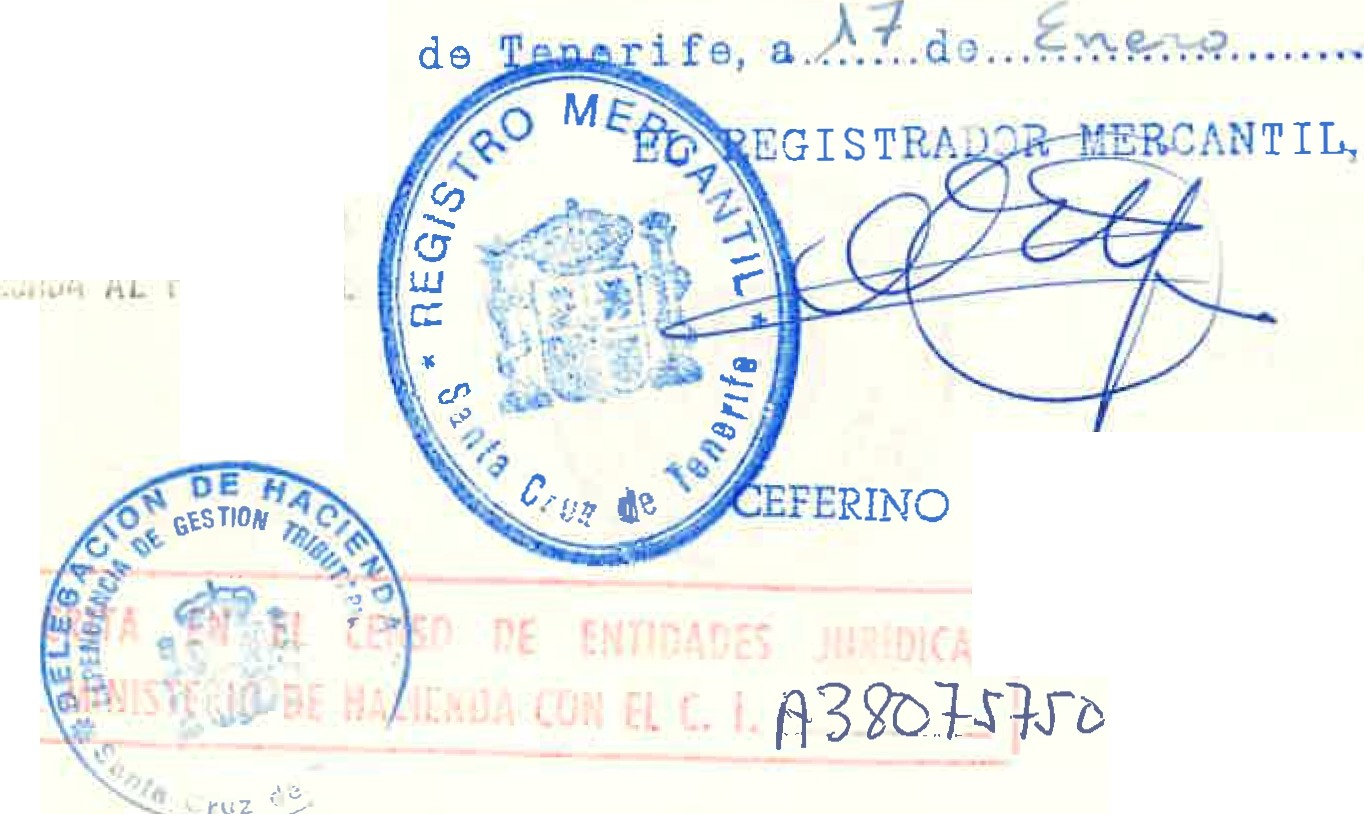 de Tenerife, a 17 de Enero
EL REGISTRADOR MERCANTIL,
* REGISTRO MERCANTIL *
Santa Cruz de Tenerife
CEFERINO
DELEGACION DE HACIENDA
DEPENDENCIA DE GESTION TRIBUTARIA
Santa Cruz de
EN EL CENSO DE ENTIDADES JURIDICA
MINISTERIO DE HACIENDA CON EL C. I. A38075750